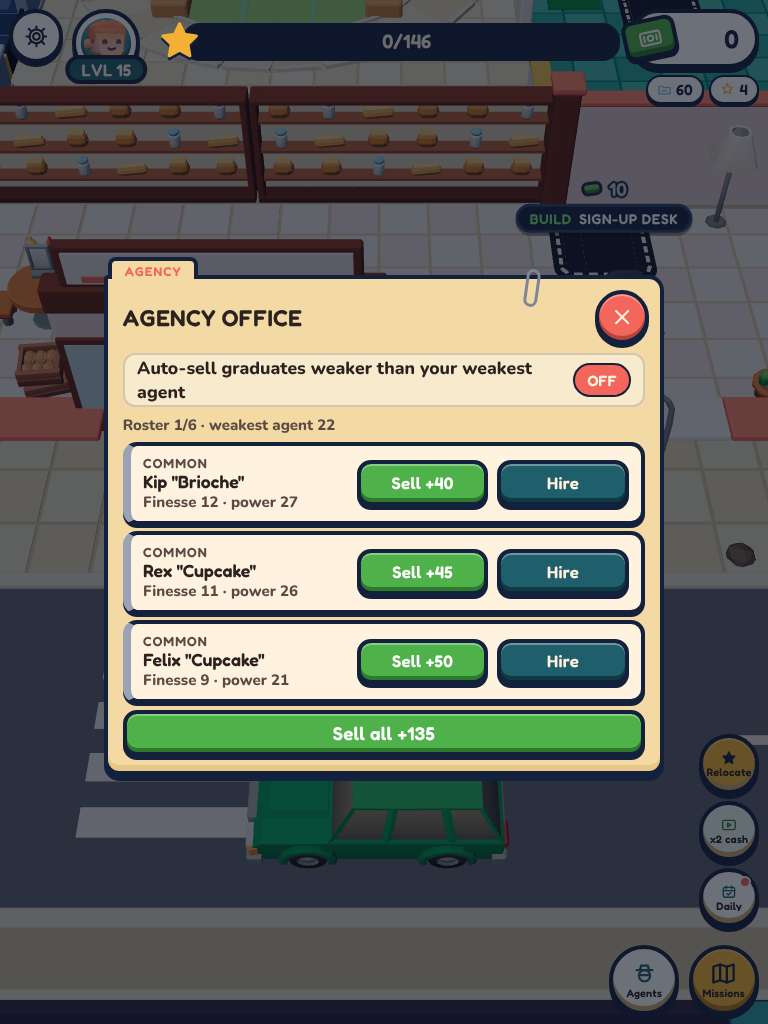 0/146
0
LVL 15
60
4
10
BUILD SIGN-UP DESK
AGENCY
AGENCY OFFICE
Auto-sell graduates weaker than your weakest
agent
OFF
Roster 1/6 · weakest agent 22
COMMON
Kip "Brioche"
Finesse 12 · power 27
Sell +40
Hire
COMMON
Rex "Cupcake"
Finesse 11 · power 26
Sell +45
Hire
COMMON
Felix "Cupcake"
Finesse 9 · power 21
Sell +50
Hire
Sell all +135
Relocate
x2 cash
Daily
Agents
Missions